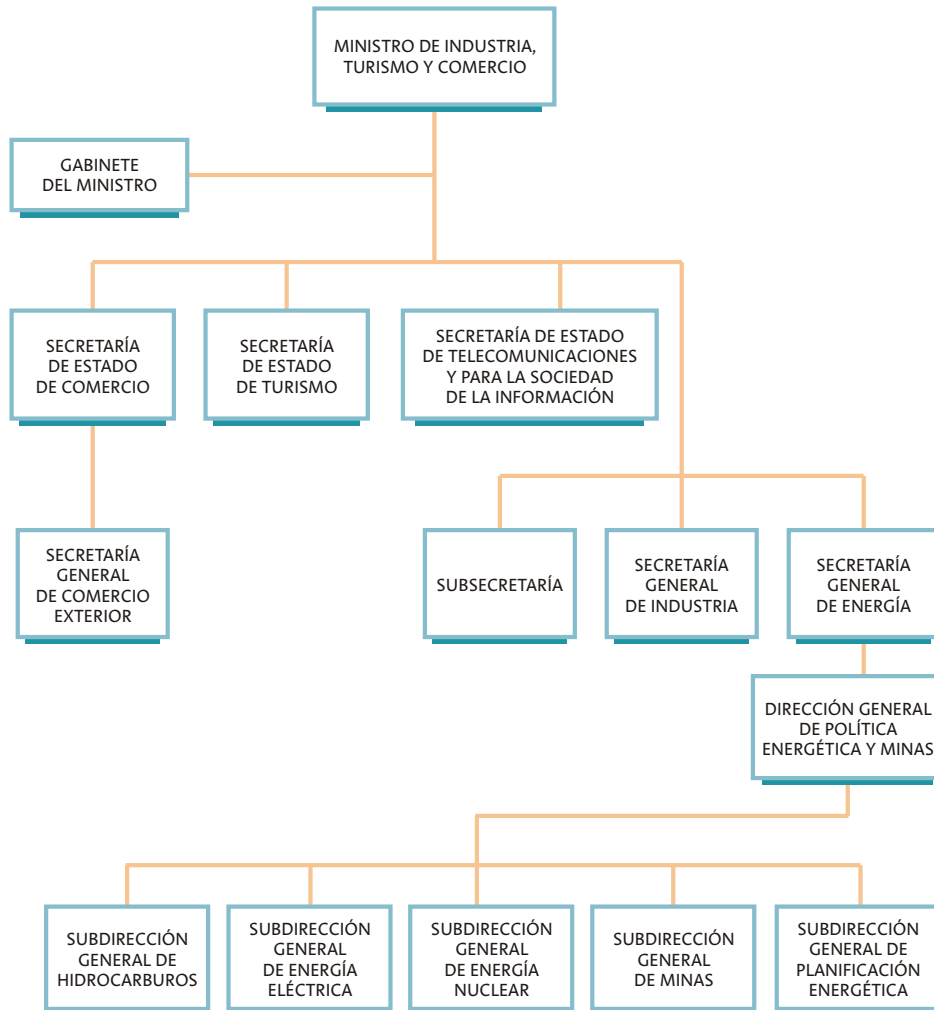 MINISTRO DE INDUSTRIA,
TURISMO Y COMERCIO
GABINETE
DEL MINISTRO
SECRETARÍA
DE ESTADO
DE COMERCIO
SECRETARÍA
DE ESTADO
DE TURISMO
SECRETARÍA DE ESTADO
DE TELECOMUNICACIONES
Y PARA LA SOCIEDAD
DE LA INFORMACIÓN
SECRETARÍA
GENERAL
DE COMERCIO
EXTERIOR
SUBSECRETARÍA
SECRETARÍA
GENERAL
DE INDUSTRIA
SECRETARÍA
GENERAL
DE ENERGÍA
DIRECCIÓN GENERAL
DE POLÍTICA
ENERGÉTICA Y MINAS
SUBDIRECCIÓN
GENERAL DE
HIDROCARBUROS
SUBDIRECCIÓN
GENERAL
DE ENERGÍA
ELÉCTRICA
SUBDIRECCIÓN
GENERAL
DE ENERGÍA
NUCLEAR
SUBDIRECCIÓN
GENERAL
DE MINAS
SUBDIRECCIÓN
GENERAL DE
PLANIFICACIÓN
ENERGÉTICA